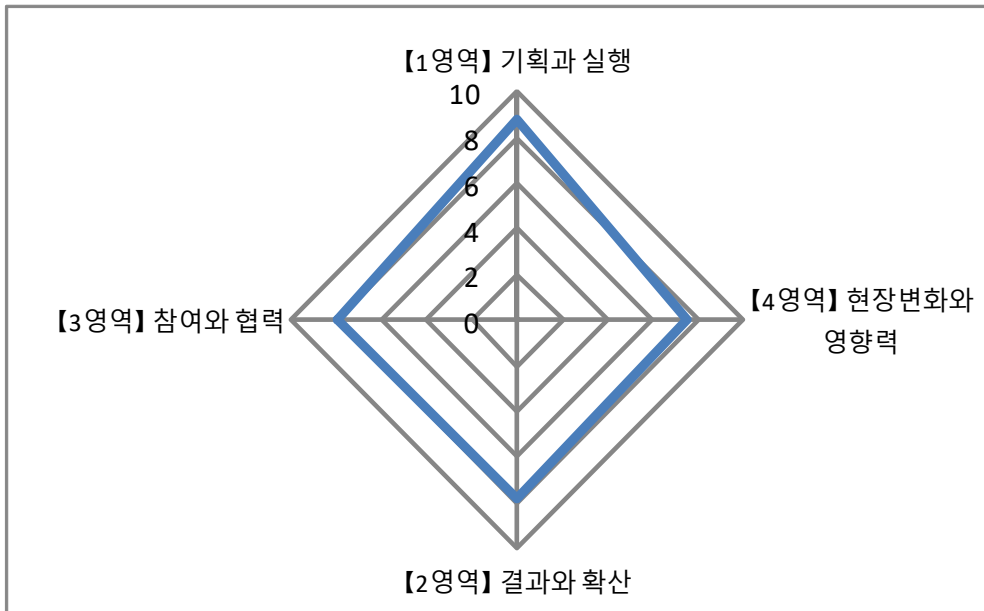 【1영역】 기획과 실행
10
8
6
4
2
0
【3영역】 참여와 협력
【4영역】 현장변화와
영향력
【2영역】 결과와 확산